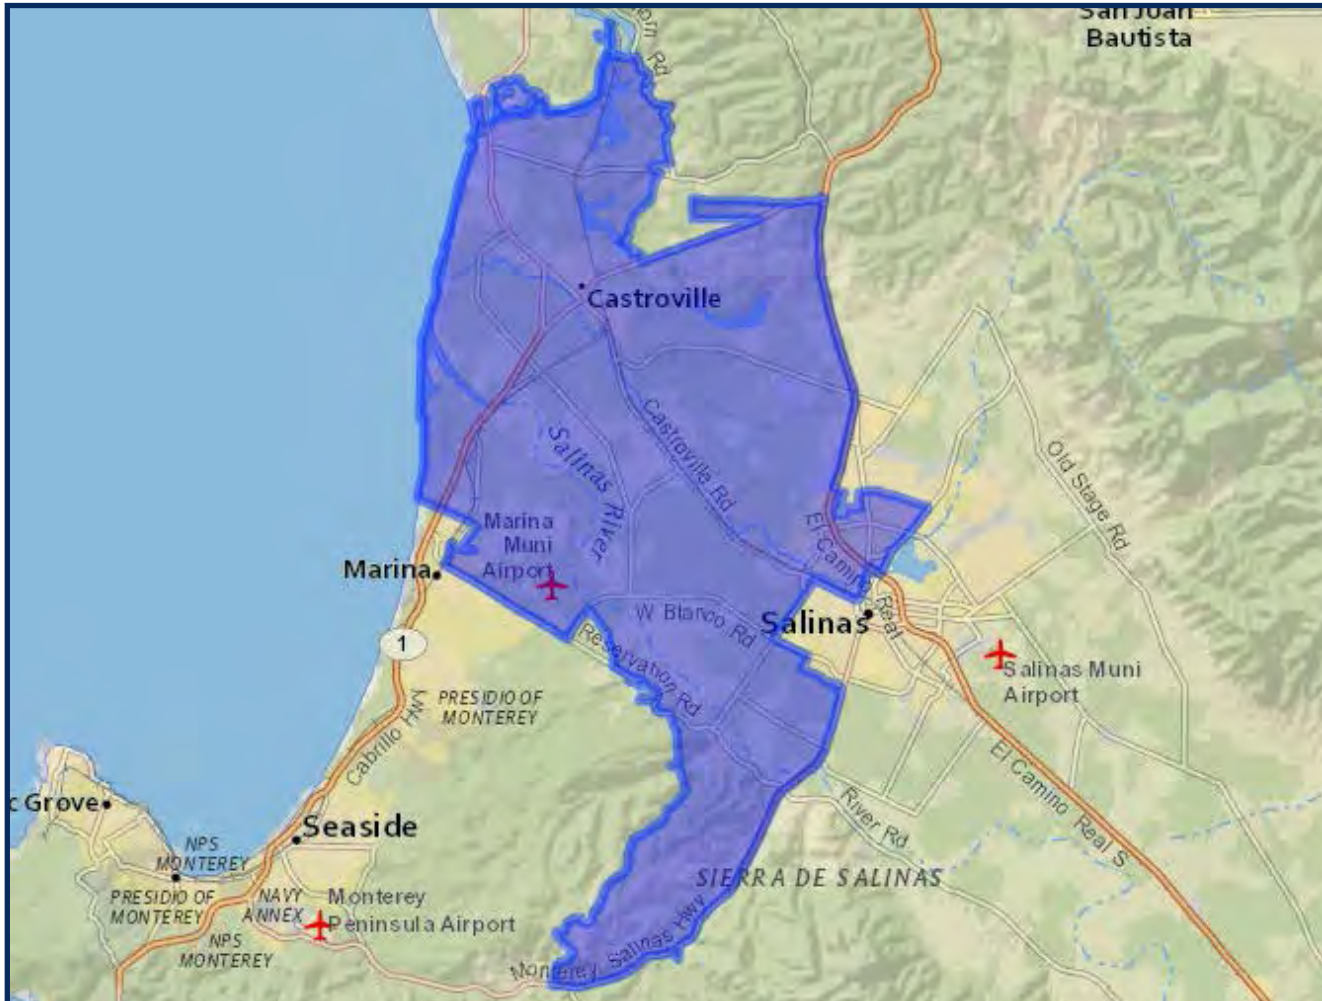 San Juan
Bautista
orn Rd
Castroville
Castroville Rd
Salinas River
Old Stage Rd
Marina
Muni
Airport
El Camino Real
Marina
W Blanco Rd
Salinas
1
Reservation Rd
Salinas Muni
Airport
PRESIDIO OF
MONTEREY
Cabrillo Hwy
El Camino Real S
c Grove
Seaside
River Rd
NPS
MONTEREY
SIERRA DE SALINAS
PRESIDIO OF
MONTEREY
NAVY
ANNEX
Monterey
Peninsula Airport
NPS
MONTEREY
Monterey Salinas Hwy